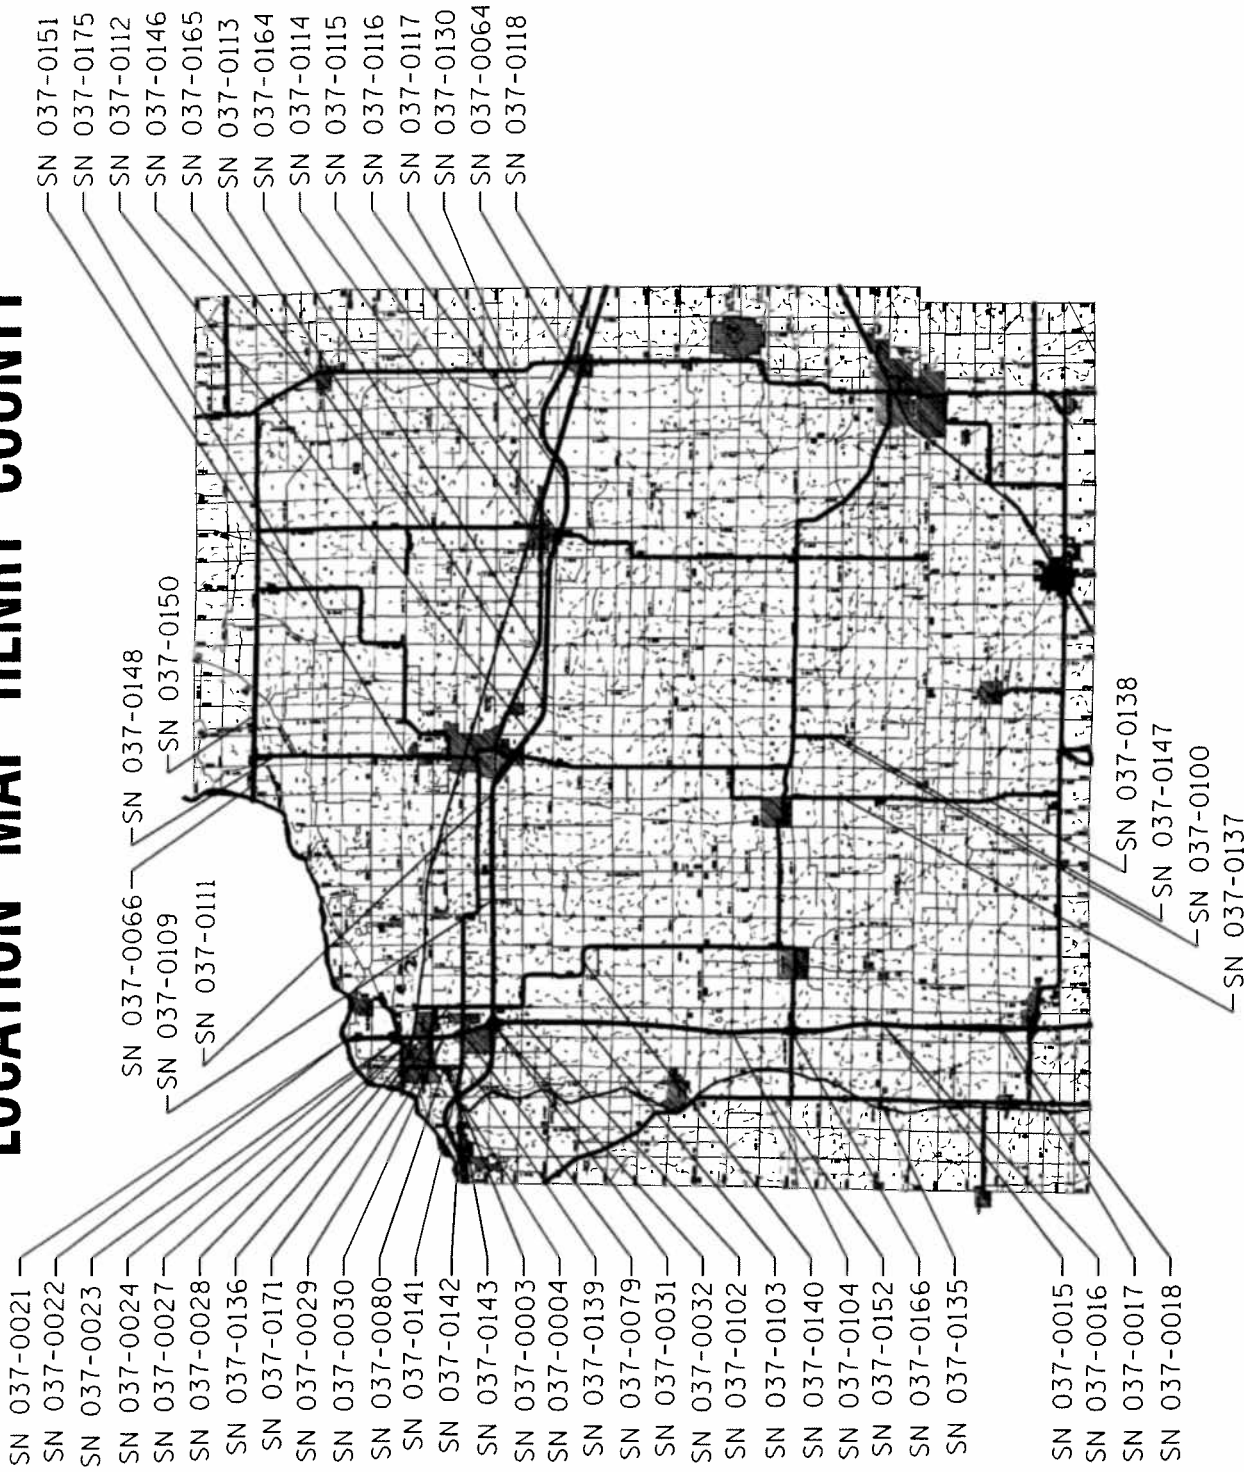 LOCATION MAP HENRY COUNTY
SN 037-0021
SN 037-0022
SN 037-0023
SN 037-0024
SN 037-0027
SN 037-0028
SN 037-0136
SN 037-0171
SN 037-0029
SN 037-0030
SN 037-0080
SN 037-0141
SN 037-0142
SN 037-0143
SN 037-0003
SN 037-0004
SN 037-0139
SN 037-0079
SN 037-0031
SN 037-0032
SN 037-0102
SN 037-0103
SN 037-0140
SN 037-0104
SN 037-0152
SN 037-0166
SN 037-0135
SN 037-0015
SN 037-0016
SN 037-0017
SN 037-0018
SN 037-0066
SN 037-0109
SN 037-0111
SN 037-0148
SN 037-0150
SN 037-0151
SN 037-0175
SN 037-0112
SN 037-0146
SN 037-0165
SN 037-0113
SN 037-0164
SN 037-0114
SN 037-0115
SN 037-0116
SN 037-0117
SN 037-0130
SN 037-0064
SN 037-0118
SN 037-0138
SN 037-0147
SN 037-0100
SN 037-0137